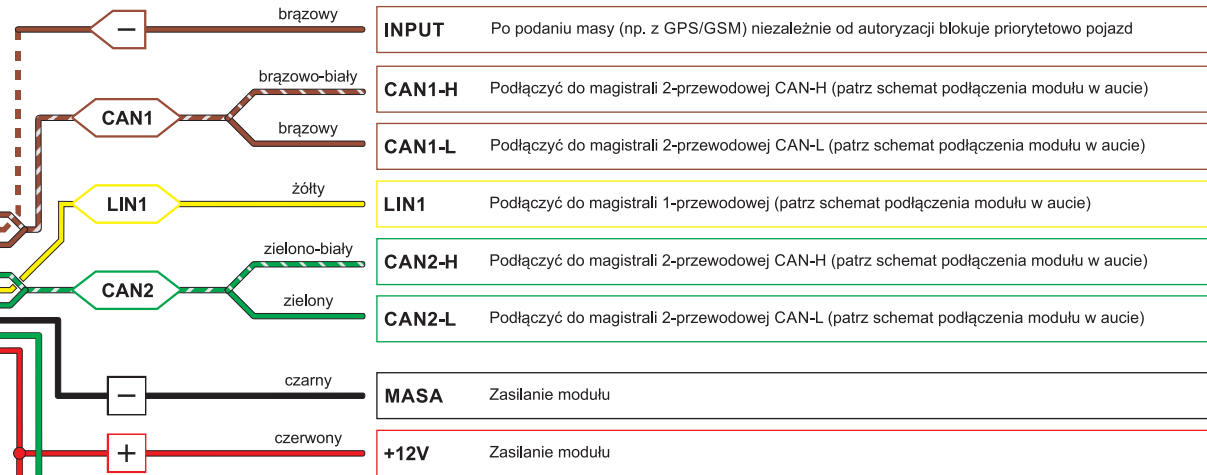 brązowy
− INPUT Po podaniu masy (np. z GPS/GSM) niezależnie od autoryzacji blokuje priorytetowo pojazd
brązowo-biały
CAN1-H Podłączyć do magistrali 2-przewodowej CAN-H (patrz schemat podłączenia modułu w aucie)
CAN1
brązowy
CAN1-L Podłączyć do magistrali 2-przewodowej CAN-L (patrz schemat podłączenia modułu w aucie)
żółty
LIN1 LIN1 Podłączyć do magistrali 1-przewodowej (patrz schemat podłączenia modułu w aucie)
zielono-biały
CAN2-H Podłączyć do magistrali 2-przewodowej CAN-H (patrz schemat podłączenia modułu w aucie)
CAN2
zielony
CAN2-L Podłączyć do magistrali 2-przewodowej CAN-L (patrz schemat podłączenia modułu w aucie)
czarny
− MASA Zasilanie modułu
czerwony
+ +12V Zasilanie modułu